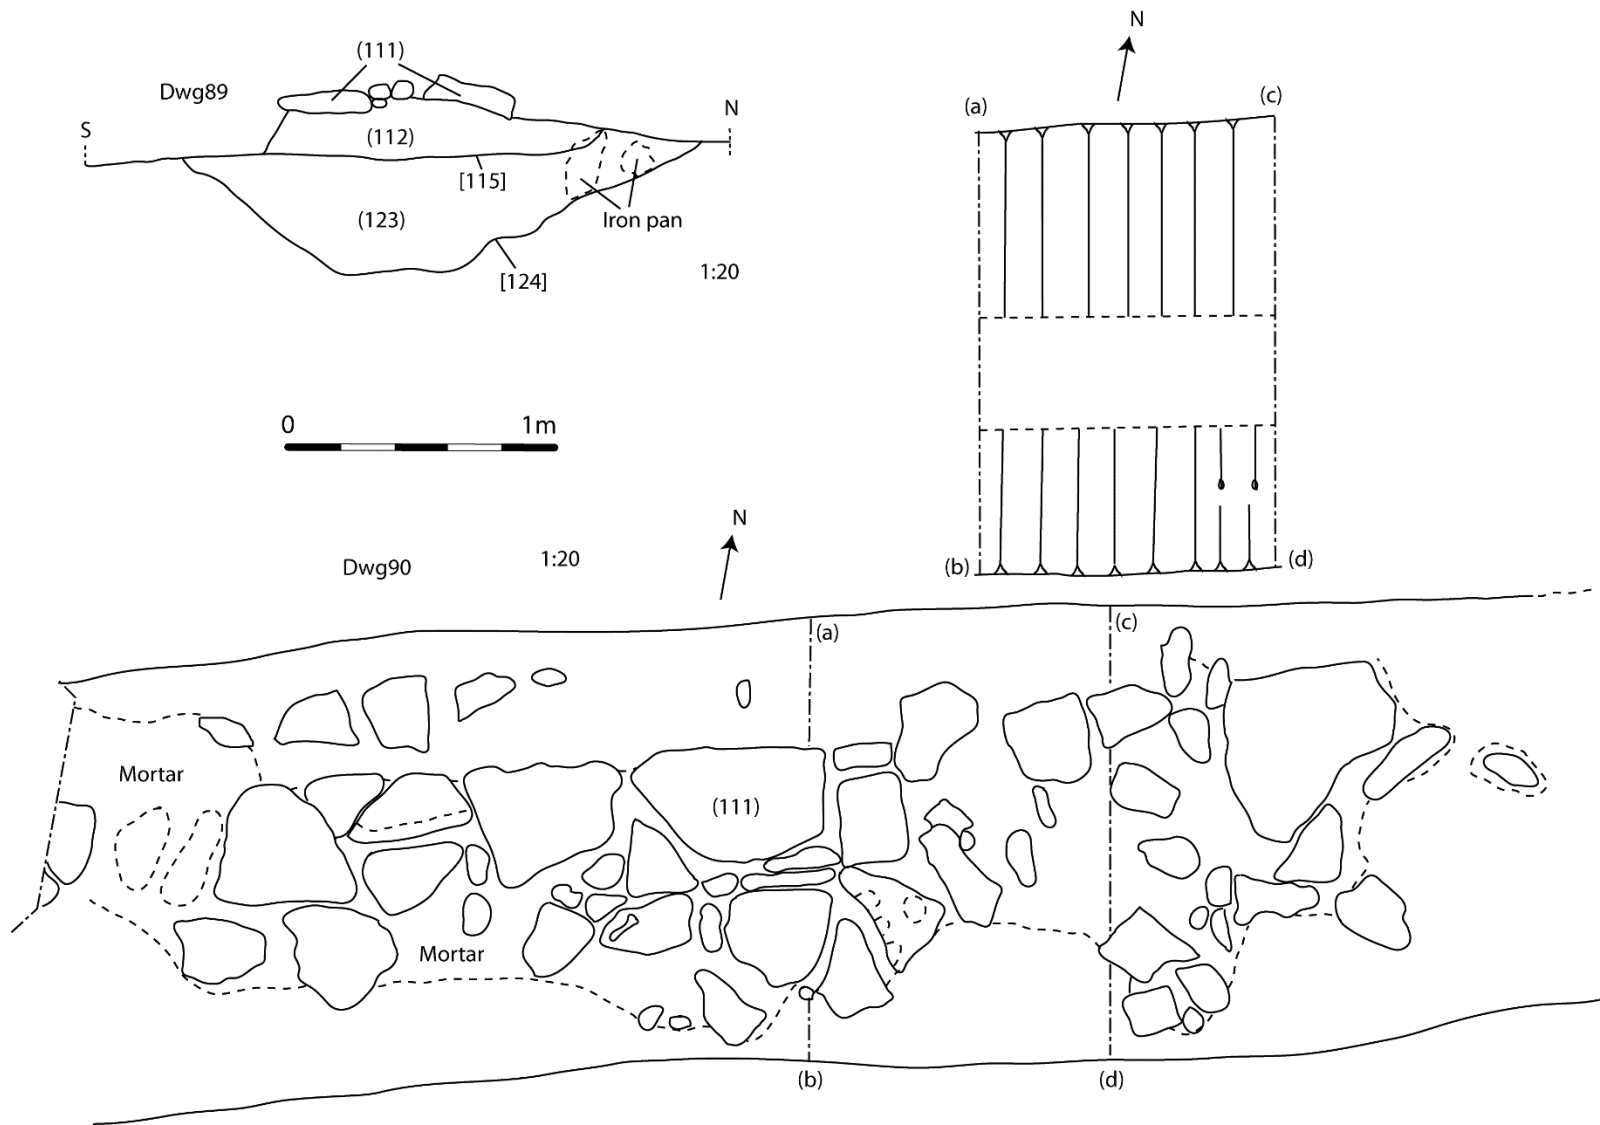 N
(111)
Dwg89
(a)
(c)
S
N
(112)
[115]
(123)
Iron pan
[124]
1:20
0
1m
N
Dwg90
1:20
(b)
(d)
(a)
(c)
Mortar
(111)
Mortar
(b)
(d)